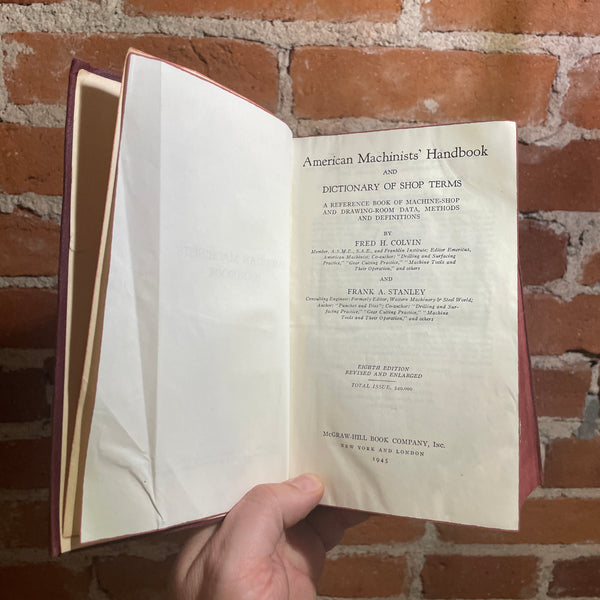 American Machinists' Handbook
AND
DICTIONARY OF SHOP TERMS
A REFERENCE BOOK OF MACHINE-SHOP
AND DRAWING-ROOM DATA, METHODS
AND DEFINITIONS
BY
FRED H. COLVIN
Member, A.S.M.E., S.A.E., and Franklin Institute; Editor Emeritus,
American Machinist; Co-author: "Drilling and Surfacing
Practice," "Gear Cutting Practice," "Machine Tools and
Their Operation," and others
AND
FRANK A. STANLEY
Consulting Engineer; Formerly Editor, Western Machinery & Steel World;
Author: "Punches and Dies"; Co-author: "Drilling and Sur-
facing Practice," "Gear Cutting Practice," "Machine
Tools and Their Operation," and others
EIGHTH EDITION
REVISED AND ENLARGED
TOTAL ISSUE, 540,000
McGRAW-HILL BOOK COMPANY, Inc.
NEW YORK AND LONDON
1945